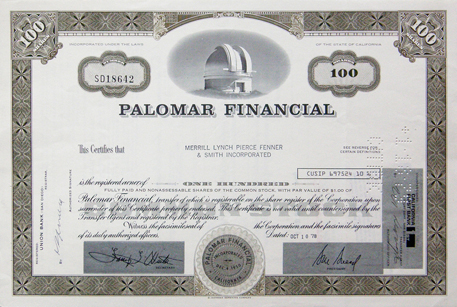 100 100
INCORPORATED UNDER THE LAWS OF THE STATE OF CALIFORNIA
SD18642
100
PALOMAR FINANCIAL
This Certifies that
MERRILL LYNCH PIERCE FENNER
& SMITH INCORPORATED
SEE REVERSE FOR
CERTAIN DEFINITIONS
CUSIP 697524 10
is the registered owner of ONE HUNDRED
FULLY PAID AND NONASSESSABLE SHARES OF THE COMMON STOCK, WITH PAR VALUE OF $1.00 OF
Palomar Financial, transfer of which is registrable on the share register of the Corporation upon
surrender of this Certificate properly endorsed. This Certificate is not valid until countersigned by the
Transfer Agent and registered by the Registrar.
Witness the facsimile seal of the Corporation and the facsimile signature
of its duly authorized officers. Dated: OCT
UNION BANK
PALOMAR FINANCIAL
INCORPORATED
CALIFORNIA